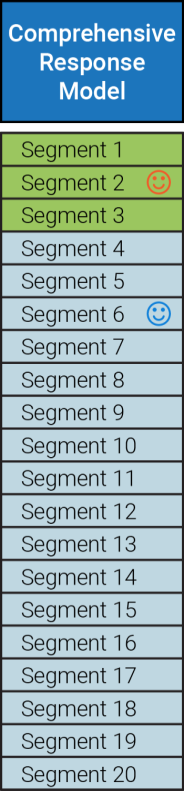 Comprehensive
Response
Model
Segment 1
Segment 2
Segment 3
Segment 4
Segment 5
Segment 6
Segment 7
Segment 8
Segment 9
Segment 10
Segment 11
Segment 12
Segment 13
Segment 14
Segment 15
Segment 16
Segment 17
Segment 18
Segment 19
Segment 20